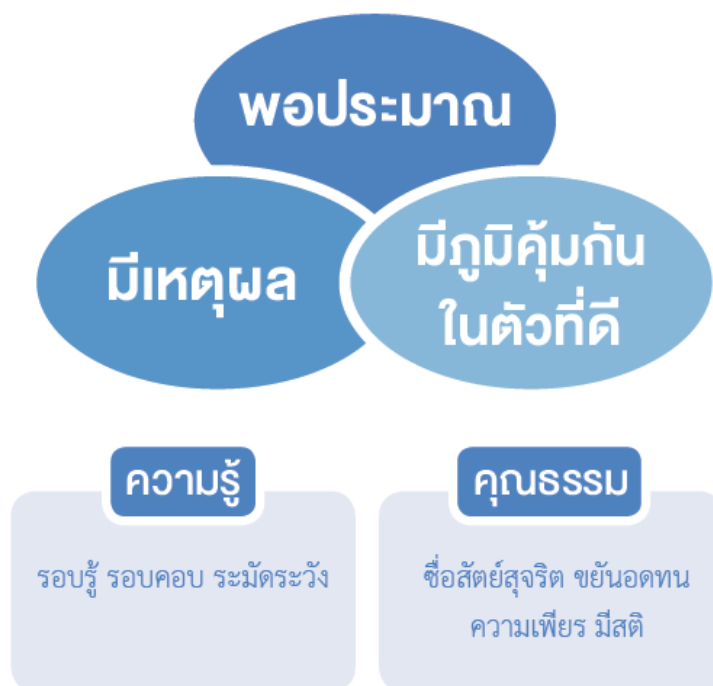 พอประมาณ
มีเหตุผล
มีภูมิคุ้มกัน
ในตัวที่ดี
ความรู้
รอบรู้ รอบคอบ ระมัดระวัง
คุณธรรม
ซื่อสัตย์สุจริต ขยันอดทน
ความเพียร มีสติ